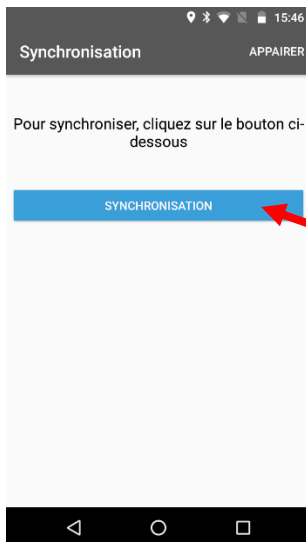 15:46
Synchronisation APPAIRER
Pour synchroniser, cliquez sur le bouton ci-
dessous
SYNCHRONISATION